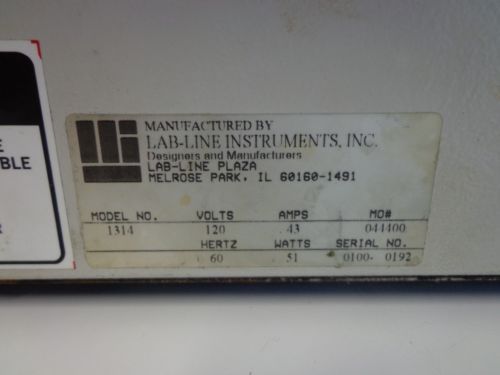 MANUFACTURED BY
LAB-LINE INSTRUMENTS, INC.
Designers and Manufacturers
LAB-LINE PLAZA
MELROSE PARK, IL 60160-1491
MODEL NO. VOLTS AMPS MO#
1314 120 .43 044400
HERTZ WATTS SERIAL NO.
60 51 0100- 0192
E
IBLE
R